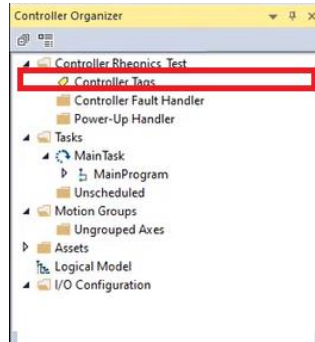 Controller Organizer
Controller Rheonics_Test
Controller Tags
Controller Fault Handler
Power-Up Handler
Tasks
MainTask
MainProgram
Unscheduled
Motion Groups
Ungrouped Axes
Assets
Logical Model
I/O Configuration